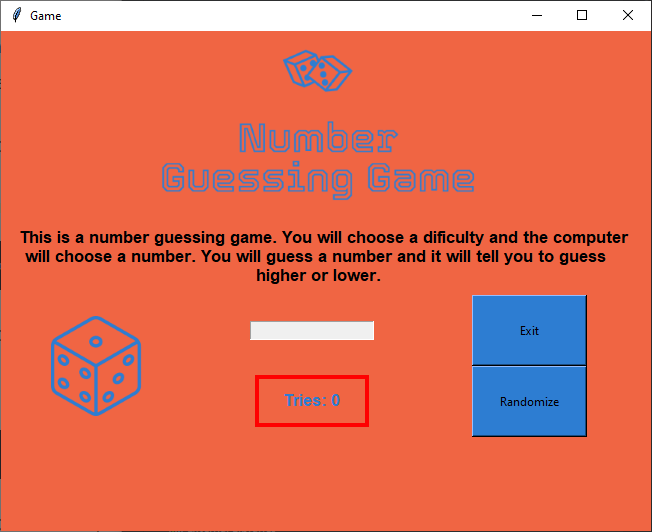 Game
Number
Guessing Game
This is a number guessing game. You will choose a dificulty and the computer
will choose a number. You will guess a number and it will tell you to guess
higher or lower.
Exit
Tries: 0
Randomize